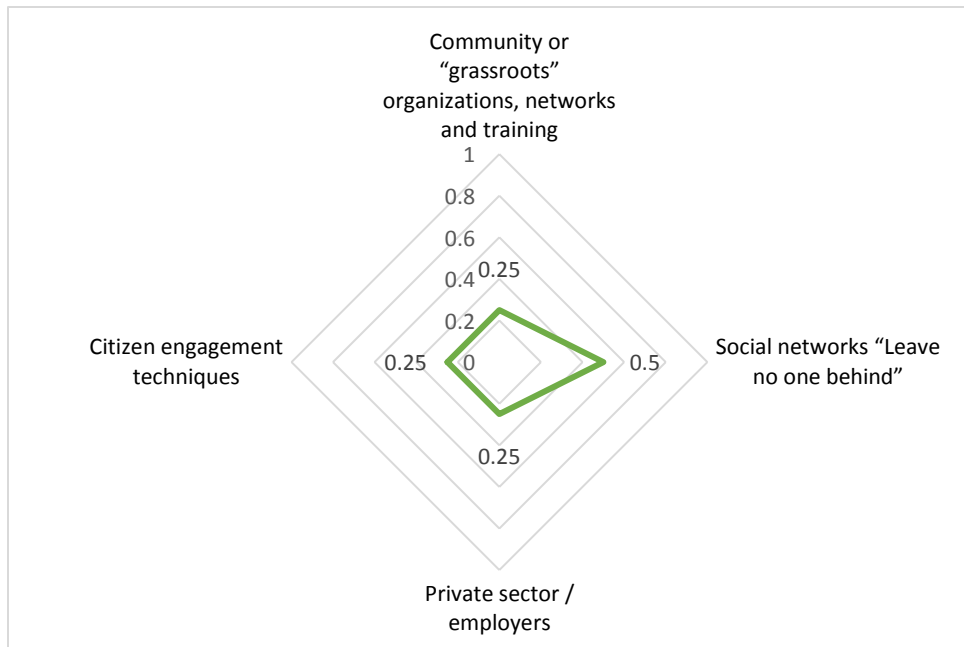 Community or
“grassroots”
organizations, networks
and training
1
0.8
0.6
0.25
0.4
0.2
Citizen engagement
techniques
0.25
0
0.5
Social networks “Leave
no one behind”
0.25
Private sector /
employers